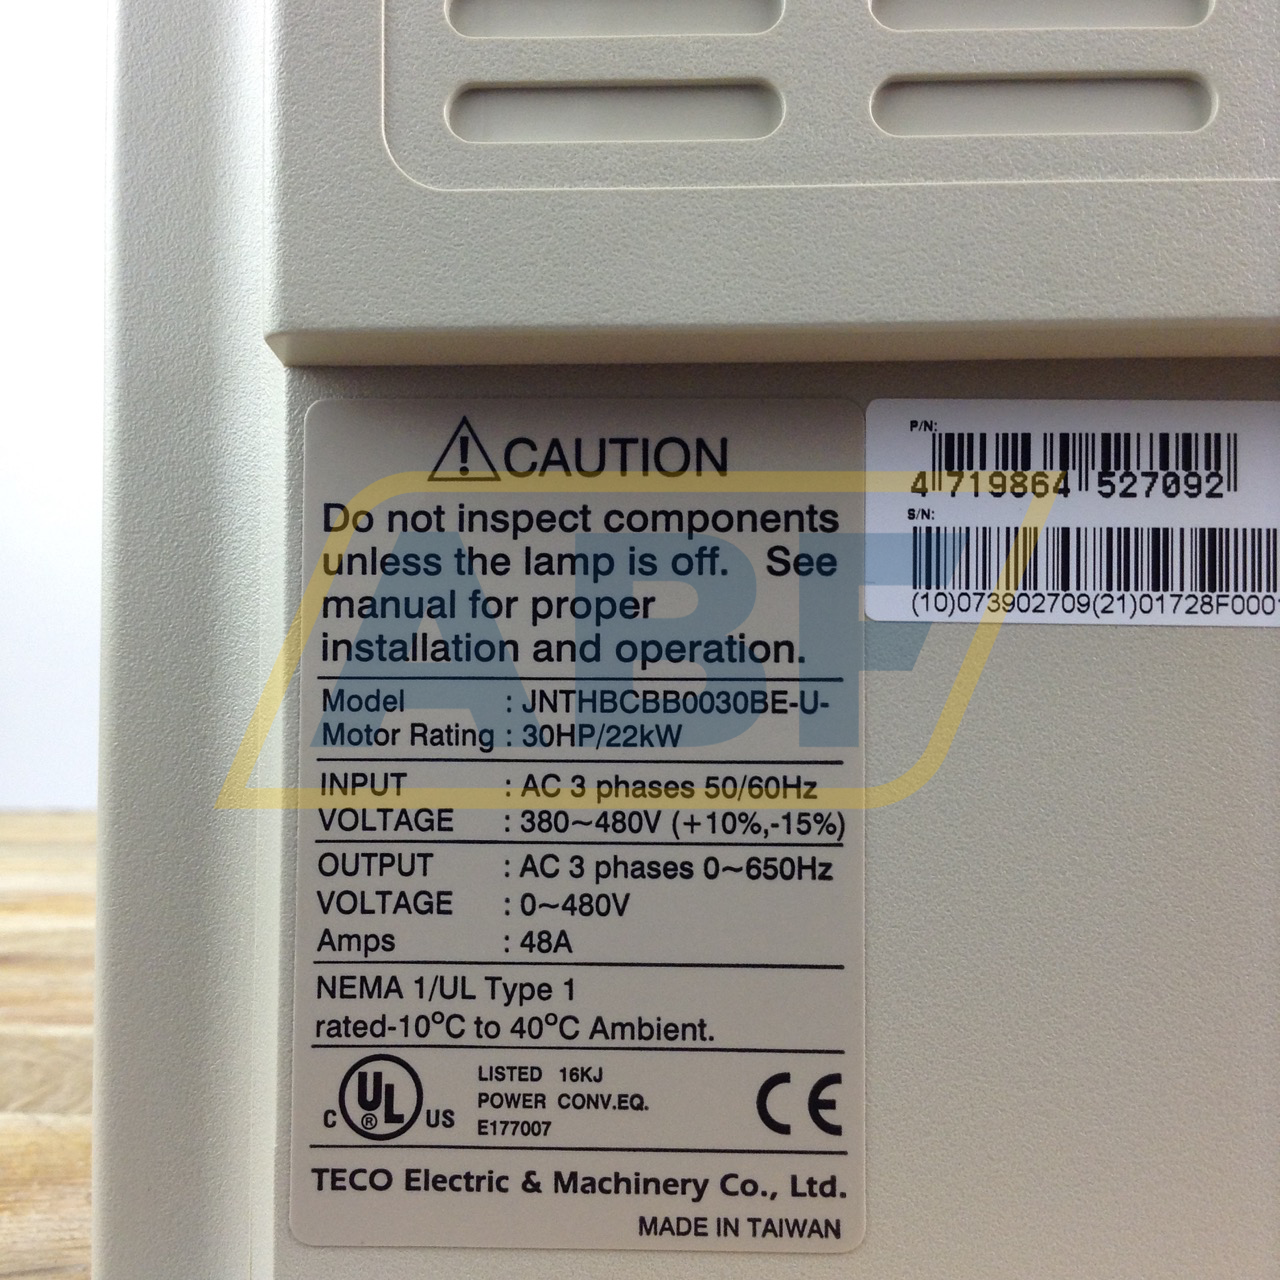 CAUTION
Do not inspect components
unless the lamp is off. See
manual for proper
installation and operation.
Model : JNTHBCBB0030BE-U-
Motor Rating : 30HP/22kW
INPUT : AC 3 phases 50/60Hz
VOLTAGE : 380~480V (+10%,-15%)
OUTPUT : AC 3 phases 0~650Hz
VOLTAGE : 0~480V
Amps : 48A
NEMA 1/UL Type 1
rated-10°C to 40°C Ambient.
C UL ® US
LISTED 16KJ
POWER CONV.EQ.
E177007
CE
TECO Electric & Machinery Co., Ltd.
MADE IN TAIWAN
P/N:
4 719864 527092
S/N:
(10)073902709(21)01728F000
ABF